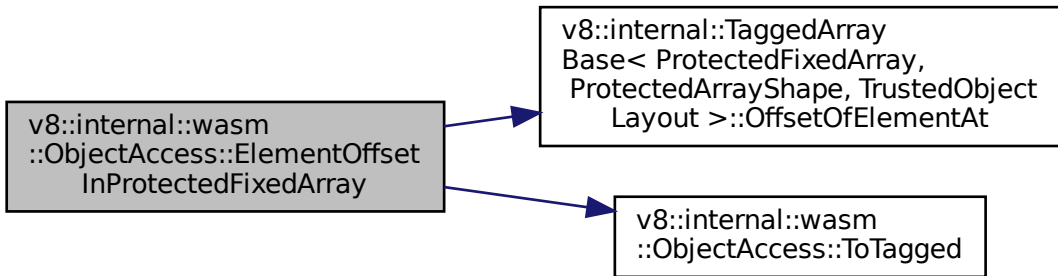 v8::internal::wasm
::ObjectAccess::ElementOffset
InProtectedFixedArray
v8::internal::TaggedArray
Base< ProtectedFixedArray,
ProtectedArrayShape, TrustedObject
Layout >::OffsetOfElementAt
v8::internal::wasm
::ObjectAccess::ToTagged